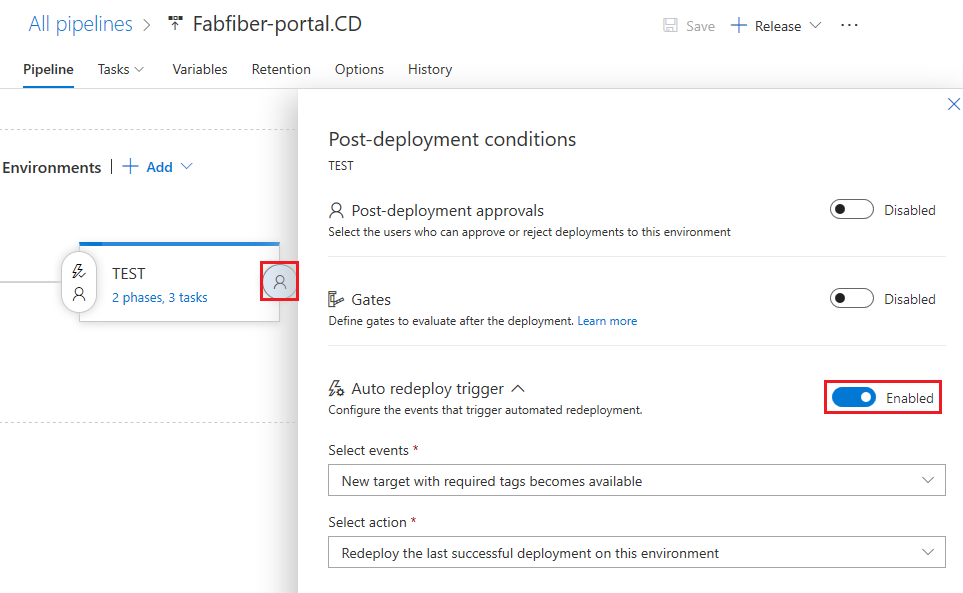 All pipelines > Fabfiber-portal.CD
Save + Release ...
Pipeline Tasks Variables Retention Options History
Environments | + Add
TEST
2 phases, 3 tasks
Post-deployment conditions
TEST
Post-deployment approvals
Disabled
Select the users who can approve or reject deployments to this environment
Gates
Disabled
Define gates to evaluate after the deployment. Learn more
Auto redeploy trigger
Enabled
Configure the events that trigger automated redeployment.
Select events *
New target with required tags becomes available
Select action *
Redeploy the last successful deployment on this environment